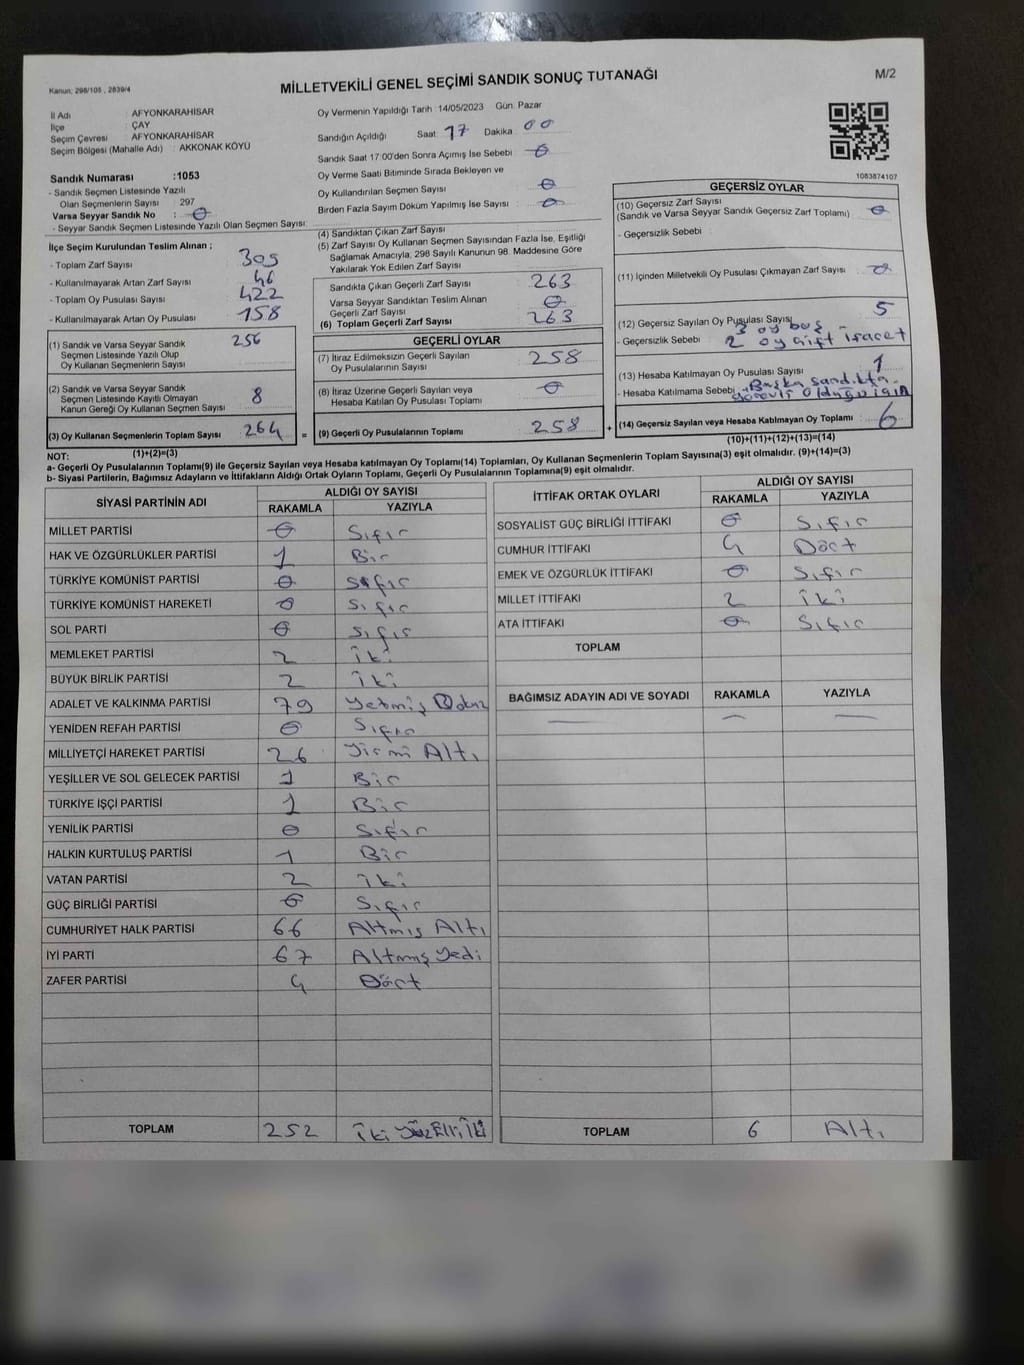 Kanun: 298/105 , 2839/4
MİLLETVEKİLİ GENEL SEÇİMİ SANDIK SONUÇ TUTANAĞI
M/2
İl Adı : AFYONKARAHİSAR
İlçe : ÇAY
Seçim Çevresi : AFYONKARAHİSAR
Seçim Bölgesi (Mahalle Adı) : AKKONAK KÖYÜ
Sandık Numarası :1053
- Sandık Seçmen Listesinde Yazılı
Olan Seçmenlerin Sayısı : 297
Varsa Seyyar Sandık No : 0
- Seyyar Sandık Seçmen Listesinde Yazılı Olan Seçmen Sayısı:
Oy Vermenin Yapıldığı Tarih :14/05/2023 Gün: Pazar
Sandığın Açıldığı Saat: 17 Dakika : 00
Sandık Saat 17:00'den Sonra Açımış İse Sebebi : 0
Oy Verme Saati Bitiminde Sırada Bekleyen ve
Oy Kullandırılan Seçmen Sayısı : 0
Birden Fazla Sayım Döküm Yapılmış İse Sayısı : 0
1083874107
İlçe Seçim Kurulundan Teslim Alınan ;
- Toplam Zarf Sayısı : 309
- Kullanılmayarak Artan Zarf Sayısı : 46
- Toplam Oy Pusulası Sayısı : 422
- Kullanılmayarak Artan Oy Pusulası : 158
(4) Sandıktan Çıkan Zarf Sayısı :
(5) Zarf Sayısı Oy Kullanan Seçmen Sayısından Fazla İse, Eşitliği
Sağlamak Amacıyla, 298 Sayılı Kanunun 98. Maddesine Göre
Yakılarak Yok Edilen Zarf Sayısı :
Sandıkta Çıkan Geçerli Zarf Sayısı : 263
Varsa Seyyar Sandıktan Teslim Alınan
Geçerli Zarf Sayısı : 0
(6) Toplam Geçerli Zarf Sayısı : 263
GEÇERSİZ OYLAR
(10) Geçersiz Zarf Sayısı
(Sandık ve Varsa Seyyar Sandık Geçersiz Zarf Toplamı) : 0
- Geçersizlik Sebebi :
(11) İçinden Milletvekili Oy Pusulası Çıkmayan Zarf Sayısı : 0
(12) Geçersiz Sayılan Oy Pusulası Sayısı : 5
- Geçersizlik Sebebi : 3 oy boş
2 oy çift işaret
(13) Hesaba Katılmayan Oy Pusulası Sayısı : 1
- Hesaba Katılmama Sebebi : Başka sandıkta
görevli olduğu için
(14) Geçersiz Sayılan veya Hesaba Katılmayan Oy Toplamı : 6
(10)+(11)+(12)+(13)=(14)
(1) Sandık ve Varsa Seyyar Sandık
Seçmen Listesinde Yazılı Olup
Oy Kullanan Seçmenlerin Sayısı : 256
(2) Sandık ve Varsa Seyyar Sandık
Seçmen Listesinde Kayıtlı Olmayan
Kanun Gereği Oy Kullanan Seçmen Sayısı : 8
(3) Oy Kullanan Seçmenlerin Toplam Sayısı : 264
(1)+(2)=(3)
=
GEÇERLİ OYLAR
(7) İtiraz Edilmeksizin Geçerli Sayılan
Oy Pusulalarının Sayısı : 258
(8) İtiraz Üzerine Geçerli Sayılan veya
Hesaba Katılan Oy Pusulası Toplamı : 0
(9) Geçerli Oy Pusulalarının Toplamı : 258
+
NOT:
a- Geçerli Oy Pusulalarının Toplamı(9) ile Geçersiz Sayılan veya Hesaba katılmayan Oy Toplamı(14) Toplamları, Oy Kullanan Seçmenlerin Toplam Sayısına(3) eşit olmalıdır. (9)+(14)=(3)
b- Siyasi Partilerin, Bağımsız Adayların ve İttifakların Aldığı Oyların Toplamı, Geçerli Oy Pusulalarının Toplamına(9) eşit olmalıdır.
SİYASİ PARTİNİN ADI
ALDIĞI OY SAYISI
RAKAMLA YAZIYLA
MİLLET PARTİSİ 0 Sıfır
HAK VE ÖZGÜRLÜKLER PARTİSİ 1 Bir
TÜRKİYE KOMÜNİST PARTİSİ 0 Sıfır
TÜRKİYE KOMÜNİST HAREKETİ 0 Sıfır
SOL PARTİ 0 Sıfır
MEMLEKET PARTİSİ 2 İki
BÜYÜK BİRLİK PARTİSİ 2 İki
ADALET VE KALKINMA PARTİSİ 79 Yetmiş Dokuz
YENİDEN REFAH PARTİSİ 0 Sıfır
MİLLİYETÇİ HAREKET PARTİSİ 26 Yirmi Altı
YEŞİLLER VE SOL GELECEK PARTİSİ 1 Bir
TÜRKİYE İŞÇİ PARTİSİ 1 Bir
YENİLİK PARTİSİ 0 Sıfır
HALKIN KURTULUŞ PARTİSİ 1 Bir
VATAN PARTİSİ 2 İki
GÜÇ BİRLİĞİ PARTİSİ 0 Sıfır
CUMHURİYET HALK PARTİSİ 66 Altmış Altı
İYİ PARTİ 67 Altmış Yedi
ZAFER PARTİSİ 4 Dört
TOPLAM 252 İki Yüz Elli İki
İTTİFAK ORTAK OYLARI
ALDIĞI OY SAYISI
RAKAMLA YAZIYLA
SOSYALİST GÜÇ BİRLİĞİ İTTİFAKI 0 Sıfır
CUMHUR İTTİFAKI 4 Dört
EMEK VE ÖZGÜRLÜK İTTİFAKI 0 Sıfır
MİLLET İTTİFAKI 2 İki
ATA İTTİFAKI 0 Sıfır
TOPLAM
BAĞIMSIZ ADAYIN ADI VE SOYADI RAKAMLA YAZIYLA
TOPLAM 6 Altı